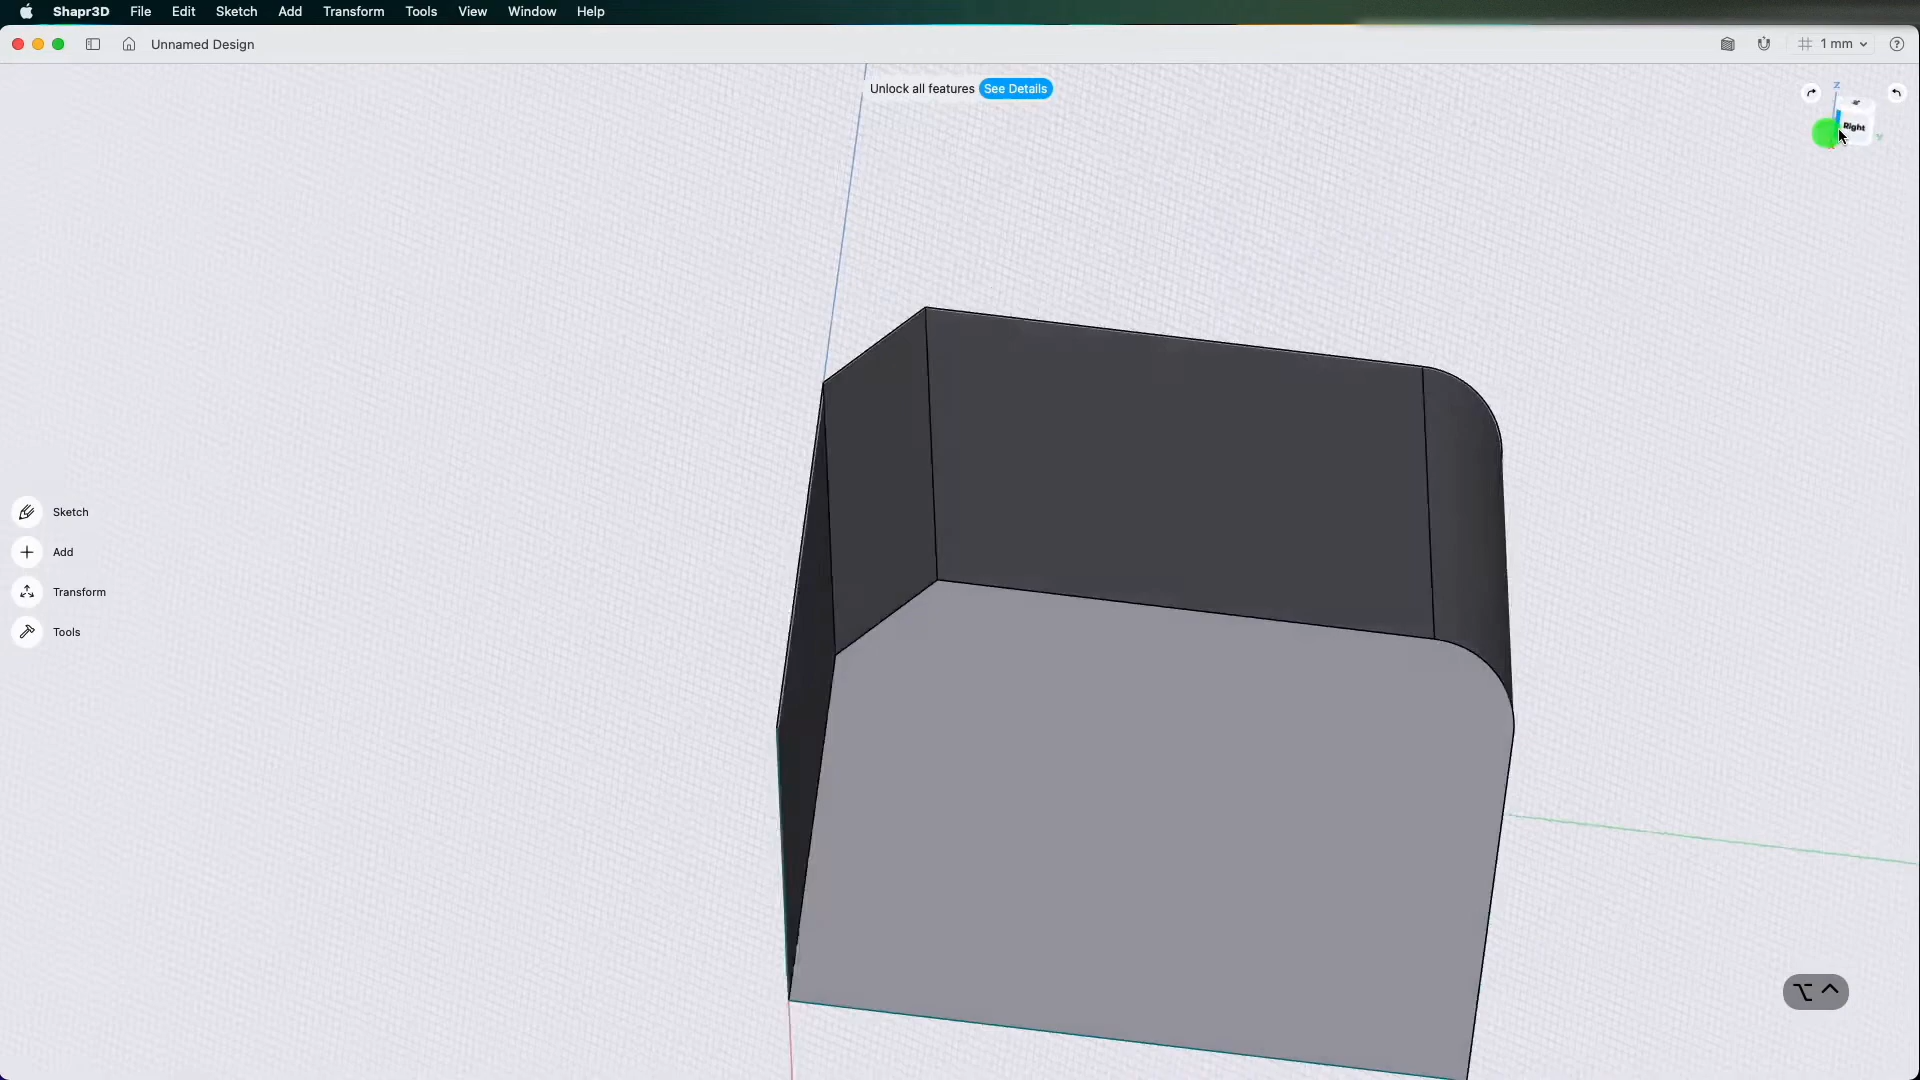 Shapr3D File Edit Sketch Add Transform Tools View Window Help
Unnamed Design
1 mm
Unlock all features See Details
Z
Right
Y
Sketch
Add
Transform
Tools
⌥ ^